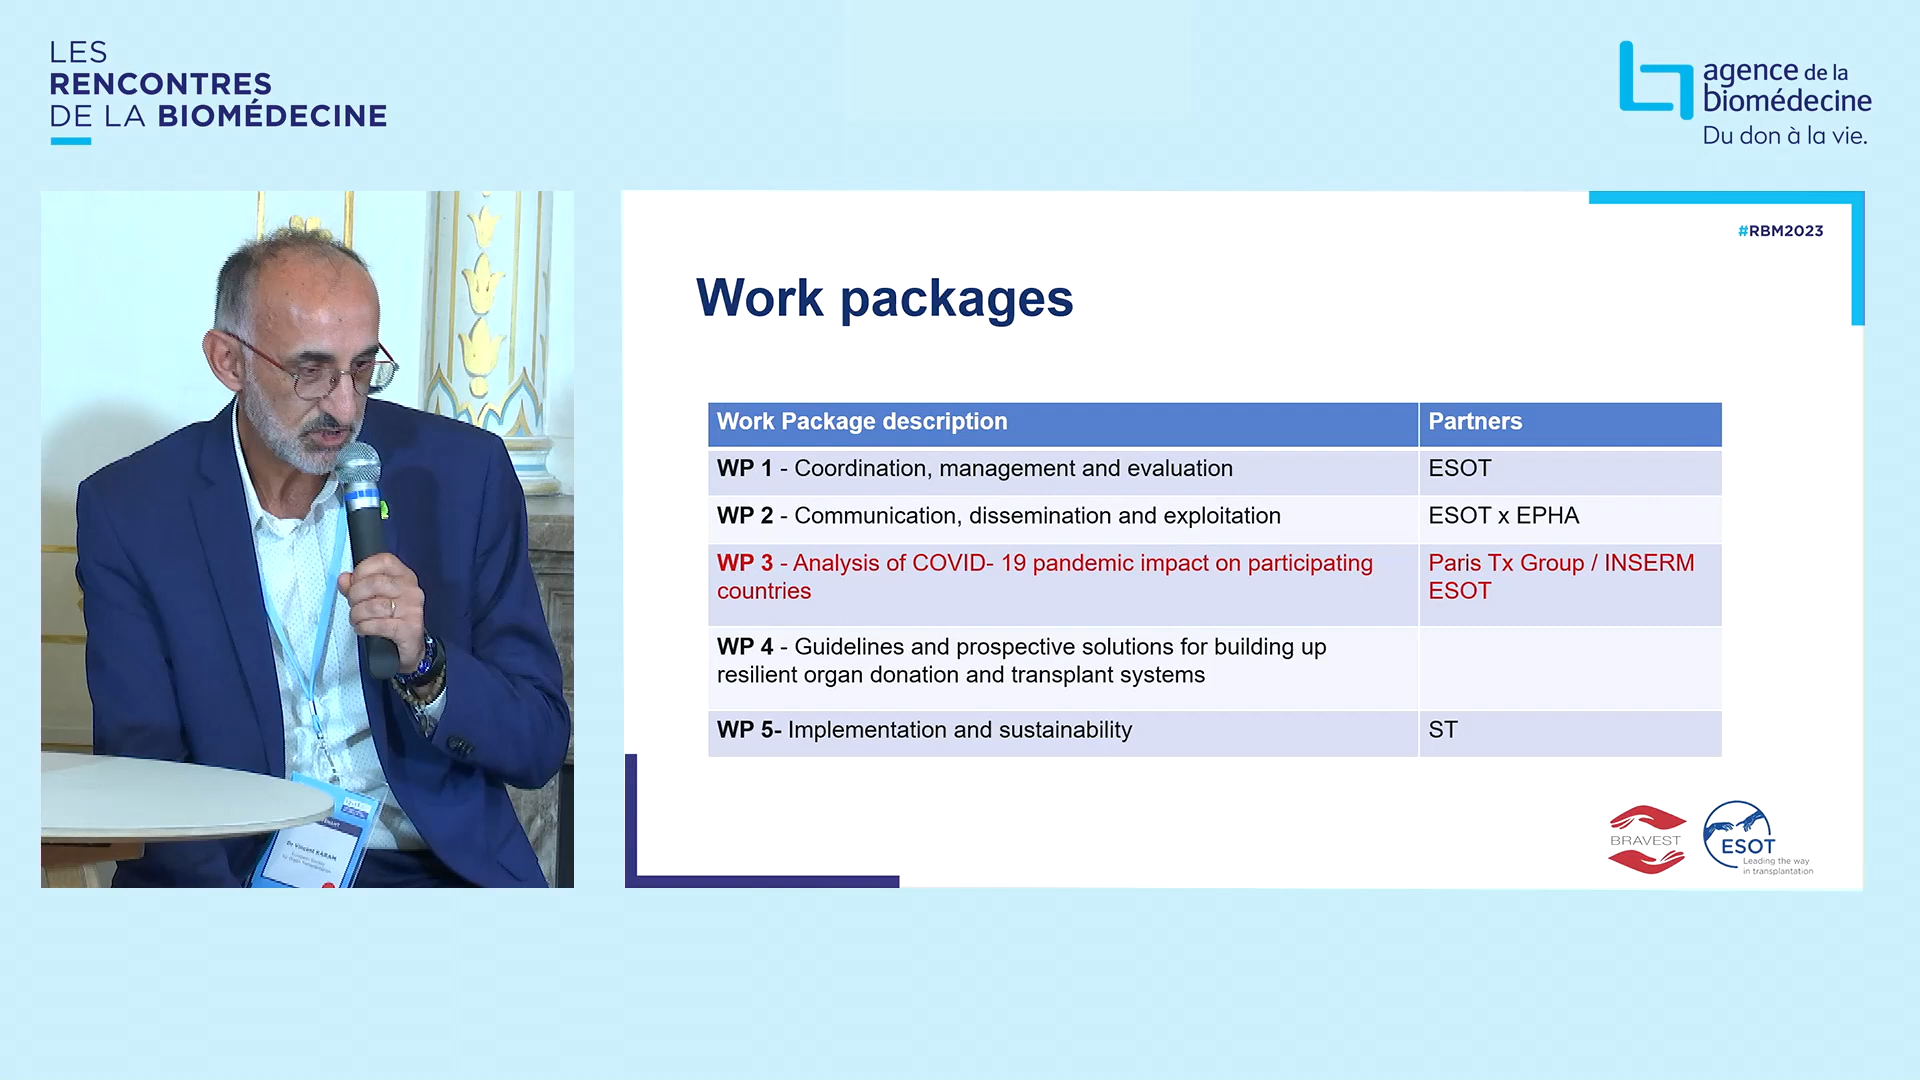 LES
RENCONTRES
DE LA BIOMÉDECINE
agence de la
biomédecine
Du don à la vie.
#RBM2023
Work packages
Work Package description
Partners
WP 1 - Coordination, management and evaluation
ESOT
WP 2 - Communication, dissemination and exploitation
ESOT x EPHA
WP 3 - Analysis of COVID- 19 pandemic impact on participating
countries
Paris Tx Group / INSERM
ESOT
WP 4 - Guidelines and prospective solutions for building up
resilient organ donation and transplant systems
WP 5- Implementation and sustainability
ST
BRAVEST
ESOT
Leading the way
in transplantation
Dr Vincent KARAM